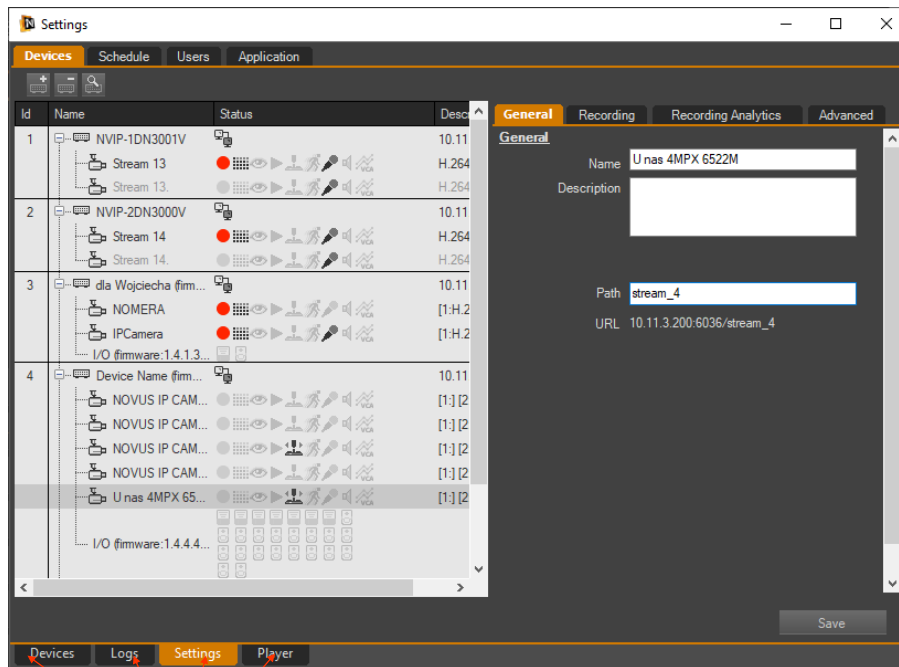 Settings
Devices Schedule Users Application
Id Name Status Descr
General Recording Recording Analytics Advanced
1 NVIP-1DN3001V 10.11
General
Name U nas 4MPX 6522M
Stream 13 H.264
Description
Stream 13. H.264
2 NVIP-2DN3000V 10.11
Stream 14 H.264
Stream 14. H.264
3 dla Wojciecha (firm... 10.11
Path stream_4
NOMERA [1:H.2
URL 10.11.3.200:6036/stream_4
IPCamera [1:H.2
I/O (firmware:1.4.1.3...
4 Device Name (firm... 10.11
NOVUS IP CAM... [1:] [2
NOVUS IP CAM... [1:] [2
NOVUS IP CAM... [1:] [2
NOVUS IP CAM... [1:] [2
U nas 4MPX 65... [1:] [2
I/O (firmware:1.4.4.4...
Save
Devices Logs Settings Player